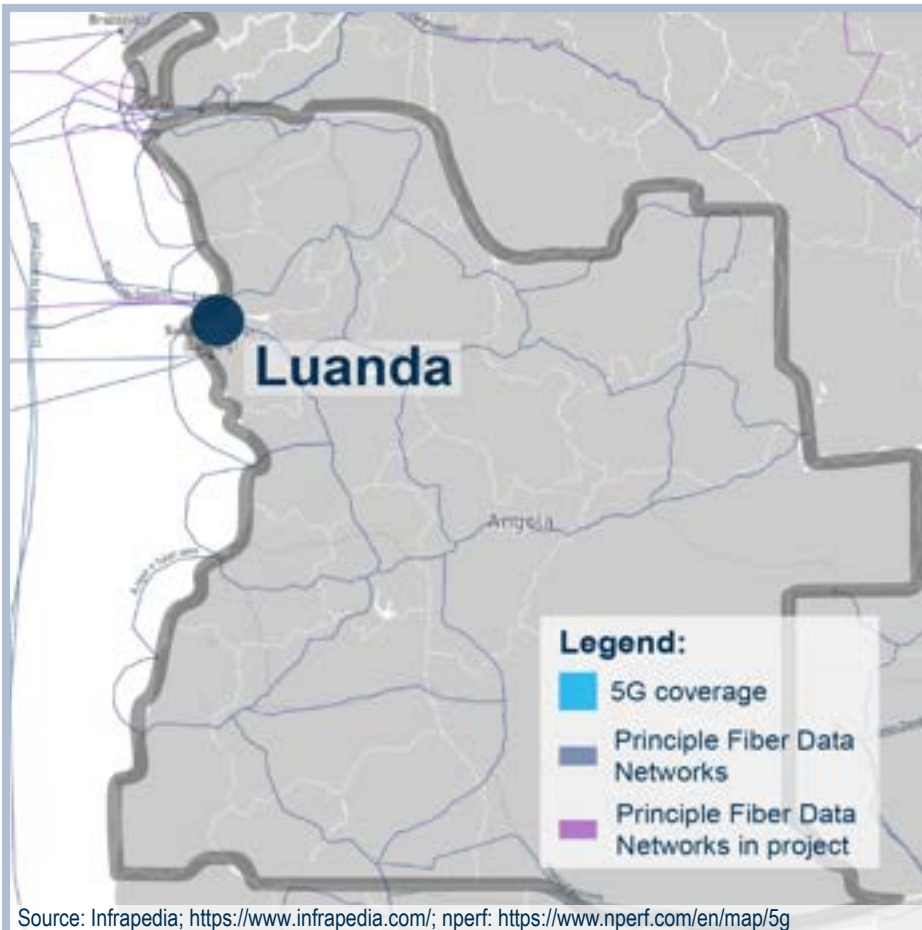 Luanda
Angola
Legend:
5G coverage
Principle Fiber Data
Networks
Principle Fiber Data
Networks in project
Source: Infrapedia; https://www.infrapedia.com/; nperf: https://www.nperf.com/en/map/5g